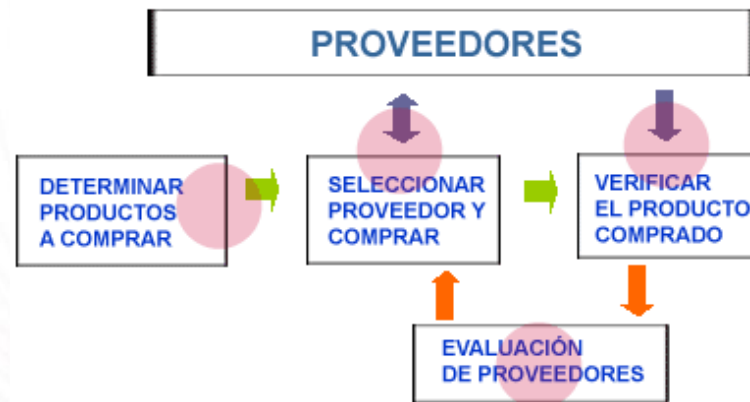 PROVEEDORES
DETERMINAR
PRODUCTOS
A COMPRAR
SELECCIONAR
PROVEEDOR Y
COMPRAR
VERIFICAR
EL PRODUCTO
COMPRADO
EVALUACIÓN
DE PROVEEDORES